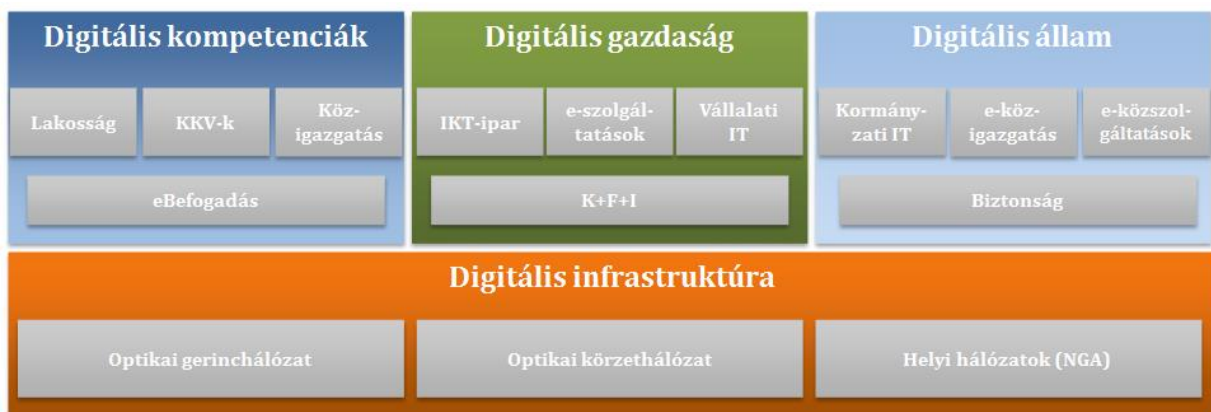 Digitális kompetenciák
Lakosság
KKV-k
Köz-
igazgatás
eBefogadás
Digitális gazdaság
IKT-ipar
e-szolgál-
tatások
Vállalati
IT
K+F+I
Digitális állam
Kormány-
zati IT
e-köz-
igazgatás
e-közszol-
gáltatások
Biztonság
Digitális infrastruktúra
Optikai gerinchálózat
Optikai körzethálózat
Helyi hálózatok (NGA)